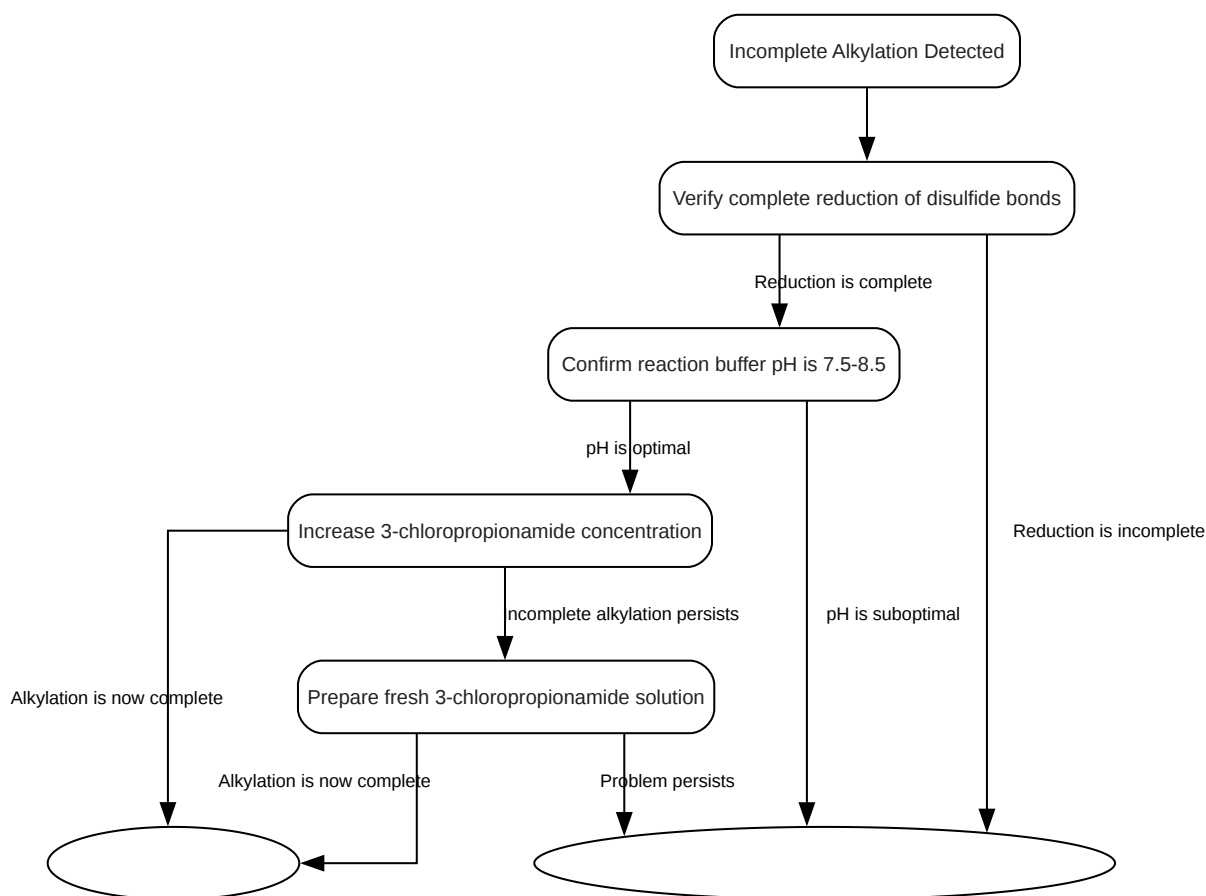 Incomplete Alkylation Detected
Verify complete reduction of disulfide bonds
Reduction is complete
Confirm reaction buffer pH is 7.5-8.5
pH is optimal
Increase 3-chloropropionamide concentration
Reduction is incomplete
Incomplete alkylation persists
pH is suboptimal
Alkylation is now complete
Prepare fresh 3-chloropropionamide solution
Alkylation is now complete
Problem persists